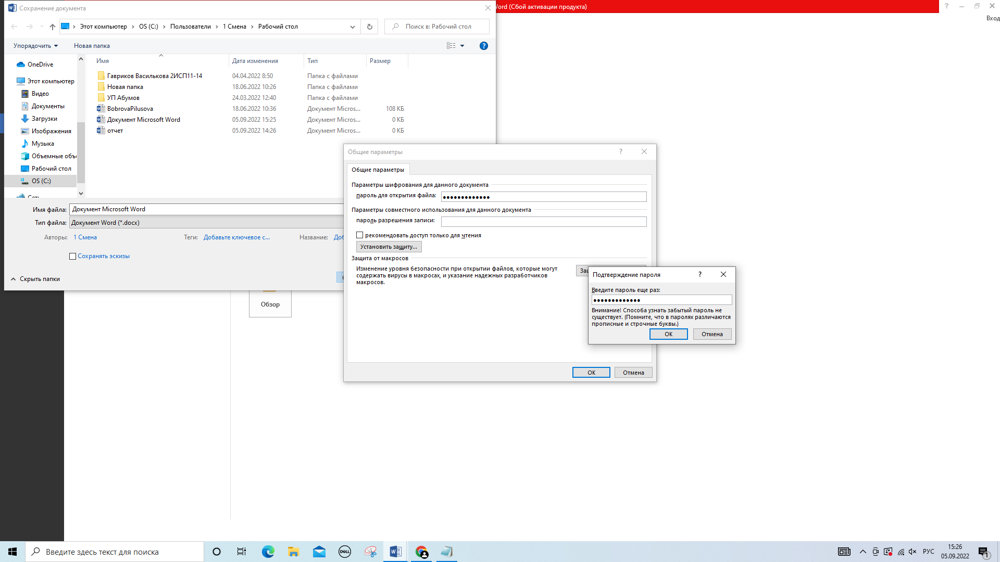 Сохранение документа
Word (Сбой активации продукта)
Вход
Этот компьютер
OS (C:)
Пользователи
1 Смена
Рабочий стол
Поиск в: Рабочий стол
Упорядочить
Новая папка
OneDrive
Этот компьютер
Видео
Документы
Загрузки
Изображения
Музыка
Объемные объ
Рабочий стол
OS (C:)
Сеть
Имя Дата изменения Тип Размер
Гавриков Василькова 2ИСП11-14 04.04.2022 8:50 Папка с файлами
Новая папка 18.06.2022 10:26 Папка с файлами
УП Абумов 24.03.2022 12:40 Папка с файлами
BobrovaPilusova 18.06.2022 10:36 Документ Micros... 108 КБ
Документ Microsoft Word 05.09.2022 15:25 Документ Micros... 0 КБ
отчет 05.09.2022 14:26 Документ Micros... 0 КБ
Имя файла: Документ Microsoft Word
Тип файла: Документ Word (*.docx)
Авторы: 1 Смена Теги: Добавьте ключевое с... Название: Доб
Сохранять эскизы
Скрыть папки
Обзор
Общие параметры
Общие параметры
Параметры шифрования для данного документа
пароль для открытия файла: •••••••••••••
Параметры совместного использования для данного документа
пароль разрешения записи:
рекомендовать доступ только для чтения
Установить защиту...
Защита от макросов
Изменение уровня безопасности при открытии файлов, которые могут
содержать вирусы в макросах, и указание надежных разработчиков
макросов.
Защ
OK Отмена
Подтверждение пароля
Введите пароль еще раз:
•••••••••••••
Внимание! Способа узнать забытый пароль не
существует. (Помните, что в паролях различаются
прописные и строчные буквы.)
OK Отмена
Введите здесь текст для поиска
DELL
РУС
15:26
05.09.2022
1